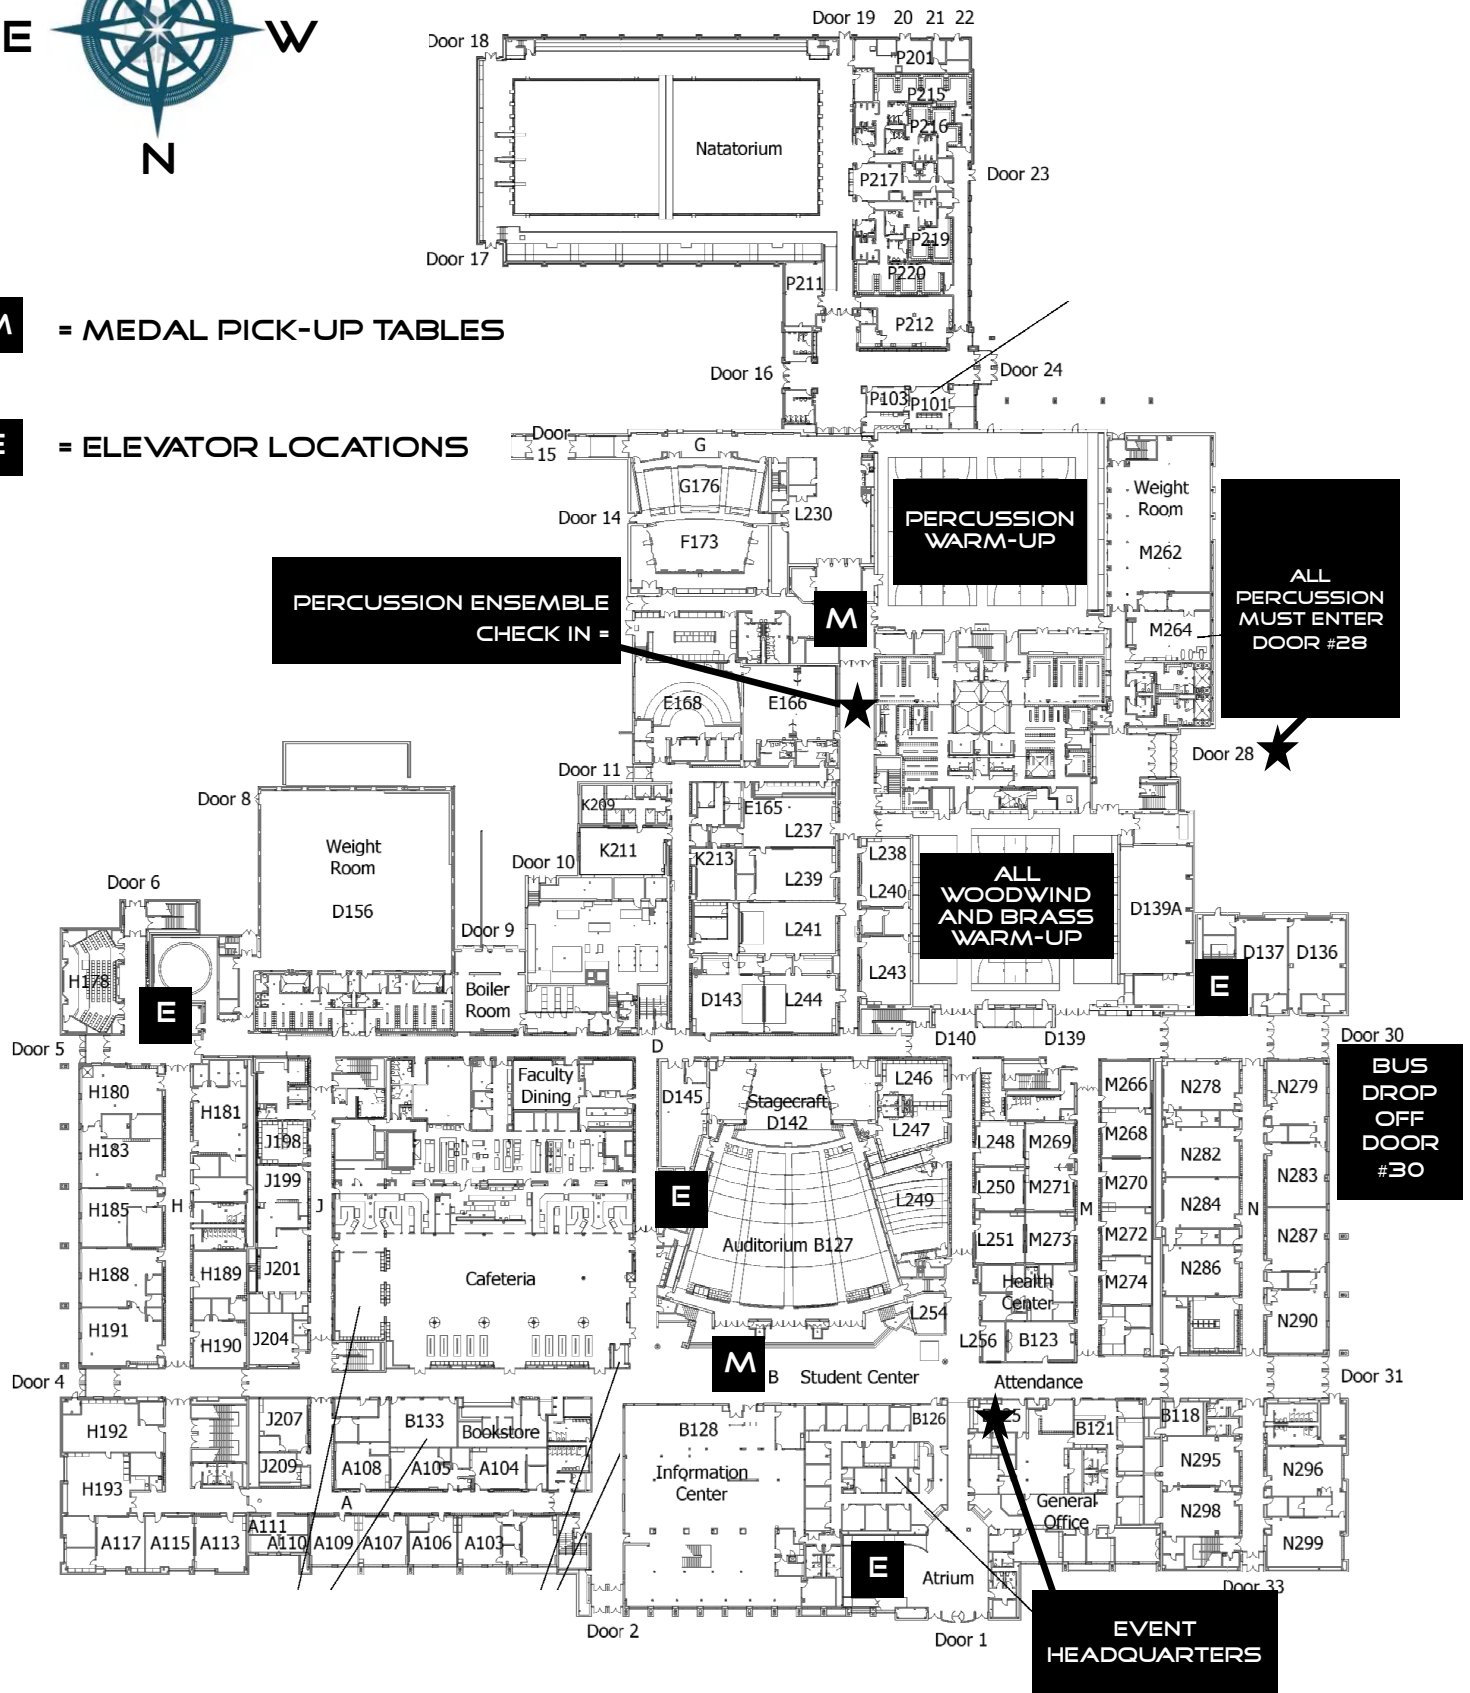 E
W
N
Door 19 20 21 22
Door 18
P201
P215
P216
Natatorium
P217
Door 23
P219
Door 17
P220
P211
P212
M = MEDAL PICK-UP TABLES
Door 16
Door 24
P103
P101
E = ELEVATOR LOCATIONS
Door
15
G
G176
Weight
Room
L230
Door 14
PERCUSSION
WARM-UP
F173
M262
ALL
PERCUSSION
MUST ENTER
DOOR #28
PERCUSSION ENSEMBLE
CHECK IN =
M
M264
E168
E166
Door 28
Door 11
Door 8
K209
E165
L237
Weight
Room
K211
K213
L238
Door 10
L239
L240
ALL
WOODWIND
AND BRASS
WARM-UP
Door 6
D156
D139A
Door 9
L241
D137
D136
H178
L243
E
Boiler
Room
D143
L244
E
Door 5
D
D140
D139
Door 30
BUS
DROP
OFF
DOOR
#30
H180
H181
Faculty
Dining
D145
Stagecraft
D142
L246
M266
N278
N279
J198
L247
L248
M269
M268
H183
N282
J199
E
L249
L250
M271
M270
N283
H185
H
J
M
N284
N
Auditorium B127
L251
M273
M272
N287
H188
H189
J201
Cafeteria
Health
Center
M274
N286
L254
H191
H190
J204
L256
B123
N290
Door 4
M
B
Student Center
Attendance
Door 31
H192
J207
B133
Bookstore
B128
B126
B121
B118
J209
A108
A105
A104
Information
Center
N295
N296
H193
A
General
Office
N298
A117
A115
A113
A111
A110
A109
A107
A106
A103
N299
E
Atrium
Door 33
Door 2
Door 1
EVENT
HEADQUARTERS